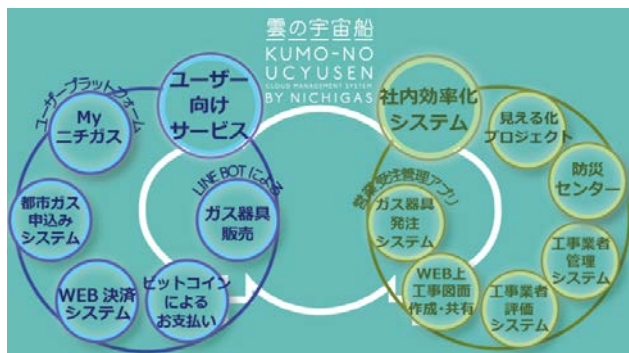 雲の宇宙船
KUMO-NO
UCYUSEN
CLOUD MANAGEMENT SYSTEM
BY NICHIGAS
ユーザー
向け
サービス
ユーザープラットフォーム
My
ニチガス
都市ガス
申込み
システム
WEB 決済
システム
ビットコイン
による
お支払い
LINE BOTによる
ガス器具
販売
社内効率化
システム
見える化
プロジェクト
防災
センター
工事業者
管理
システム
工事業者
評価
システム
WEB上
工事図面
作成・共有
営業受注管理アプリ
ガス器具
発注
システム